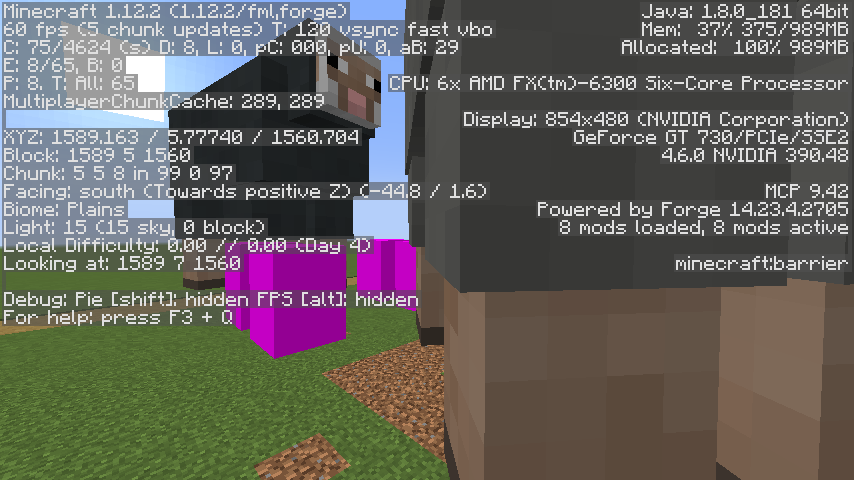 Minecraft 1.12.2 (1.12.2/fml,forge)
60 fps (5 chunk updates) T: 120 vsync fast vbo
C: 75/4624 (s) D: 8, L: 0, pC: 000, pU: 0, aB: 29
E: 8/65, B: 0
P: 8. T: All: 65
MultiplayerChunkCache: 289, 289
XYZ: 1589.163 / 5.77740 / 1560.704
Block: 1589 5 1560
Chunk: 5 5 8 in 99 0 97
Facing: south (Towards positive Z) (-44.8 / 1.6)
Biome: Plains
Light: 15 (15 sky, 0 block)
Local Difficulty: 0.00 // 0.00 (Day 4)
Looking at: 1589 7 1560
Debug: Pie [shift]: hidden FPS [alt]: hidden
For help: press F3 + Q
Java: 1.8.0_181 64bit
Mem: 37% 375/989MB
Allocated: 100% 989MB
CPU: 6x AMD FX(tm)-6300 Six-Core Processor
Display: 854x480 (NVIDIA Corporation)
GeForce GT 730/PCIe/SSE2
4.6.0 NVIDIA 390.48
MCP 9.42
Powered by Forge 14.23.4.2705
8 mods loaded, 8 mods active
minecraft:barrier